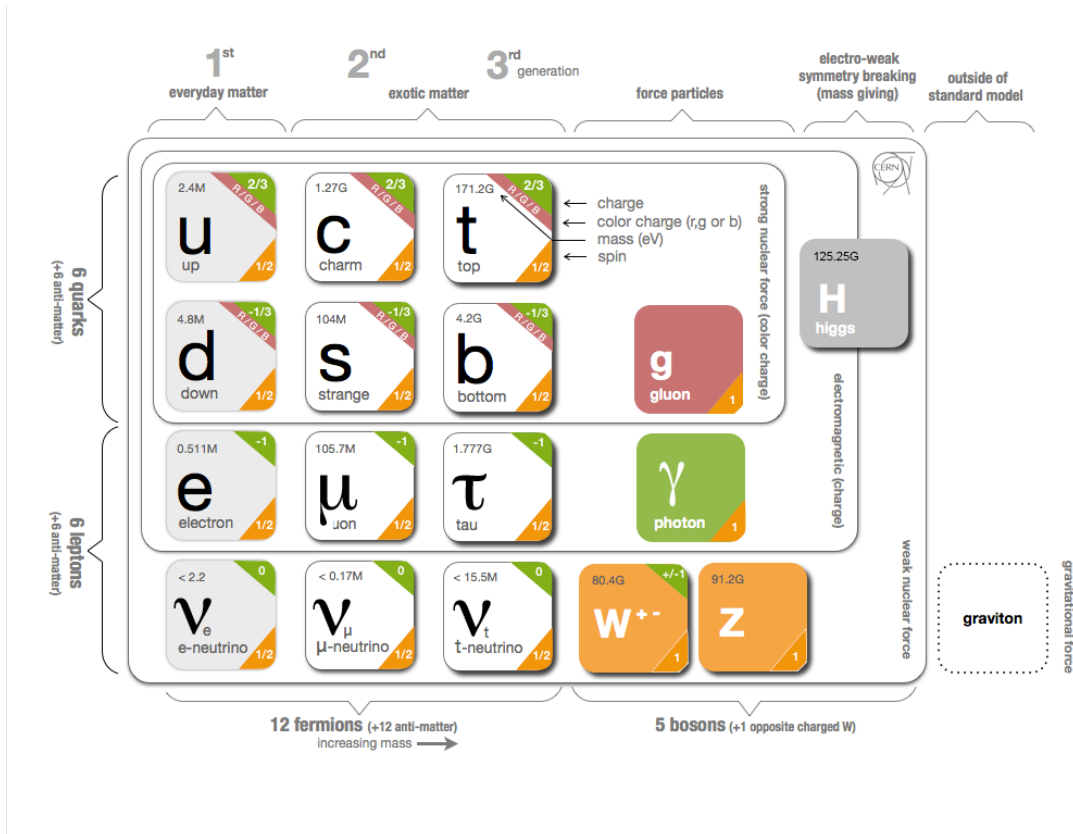 1st
2nd
3rd generation
everyday matter
exotic matter
force particles
electro-weak
symmetry breaking
(mass giving)
outside of
standard model
CERN
6 quarks
(+6 anti-matter)
2.4M
2/3
R/G/B
u
up
1/2
1.27G
2/3
R/G/B
c
charm
1/2
171.2G
2/3
R/G/B
t
top
1/2
charge
color charge (r,g or b)
mass (eV)
spin
strong nuclear force (color charge)
125.25G
H
higgs
4.8M
-1/3
R/G/B
d
down
1/2
104M
-1/3
R/G/B
s
strange
1/2
4.2G
-1/3
R/G/B
b
bottom
1/2
g
gluon
1
electromagnetic (charge)
6 leptons
(+6 anti-matter)
0.511M
-1
e
electron
1/2
105.7M
-1
μ
uon
1/2
1.777G
-1
τ
tau
1/2
γ
photon
1
weak nuclear force
< 2.2
0
νe
e-neutrino
1/2
< 0.17M
0
νμ
μ-neutrino
1/2
< 15.5M
0
νt
t-neutrino
1/2
80.4G
+/-1
W+-
1
91.2G
Z
1
graviton
gravitational force
12 fermions (+12 anti-matter)
increasing mass
5 bosons (+1 opposite charged W)